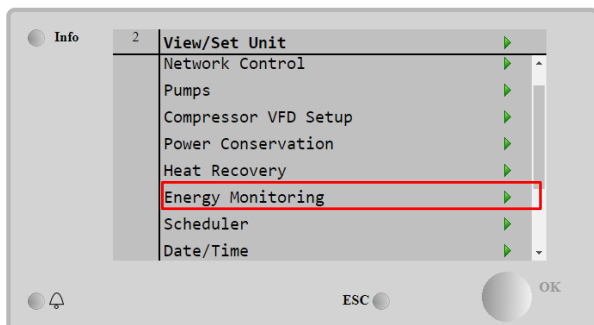 Info
2 View/Set Unit
Network Control
Pumps
Compressor VFD Setup
Power Conservation
Heat Recovery
Energy Monitoring
Scheduler
Date/Time
ESC
OK